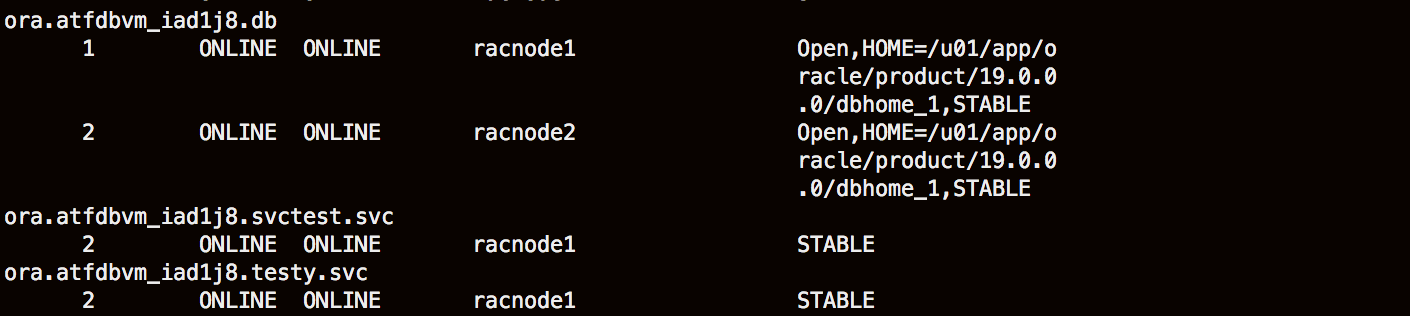 ora.atfdbvm_iad1j8.db
1 ONLINE ONLINE racnode1 Open,HOME=/u01/app/o
racle/product/19.0.0
.0/dbhome_1,STABLE
2 ONLINE ONLINE racnode2 Open,HOME=/u01/app/o
racle/product/19.0.0
.0/dbhome_1,STABLE
ora.atfdbvm_iad1j8.svctest.svc
2 ONLINE ONLINE racnode1 STABLE
ora.atfdbvm_iad1j8.testy.svc
2 ONLINE ONLINE racnode1 STABLE